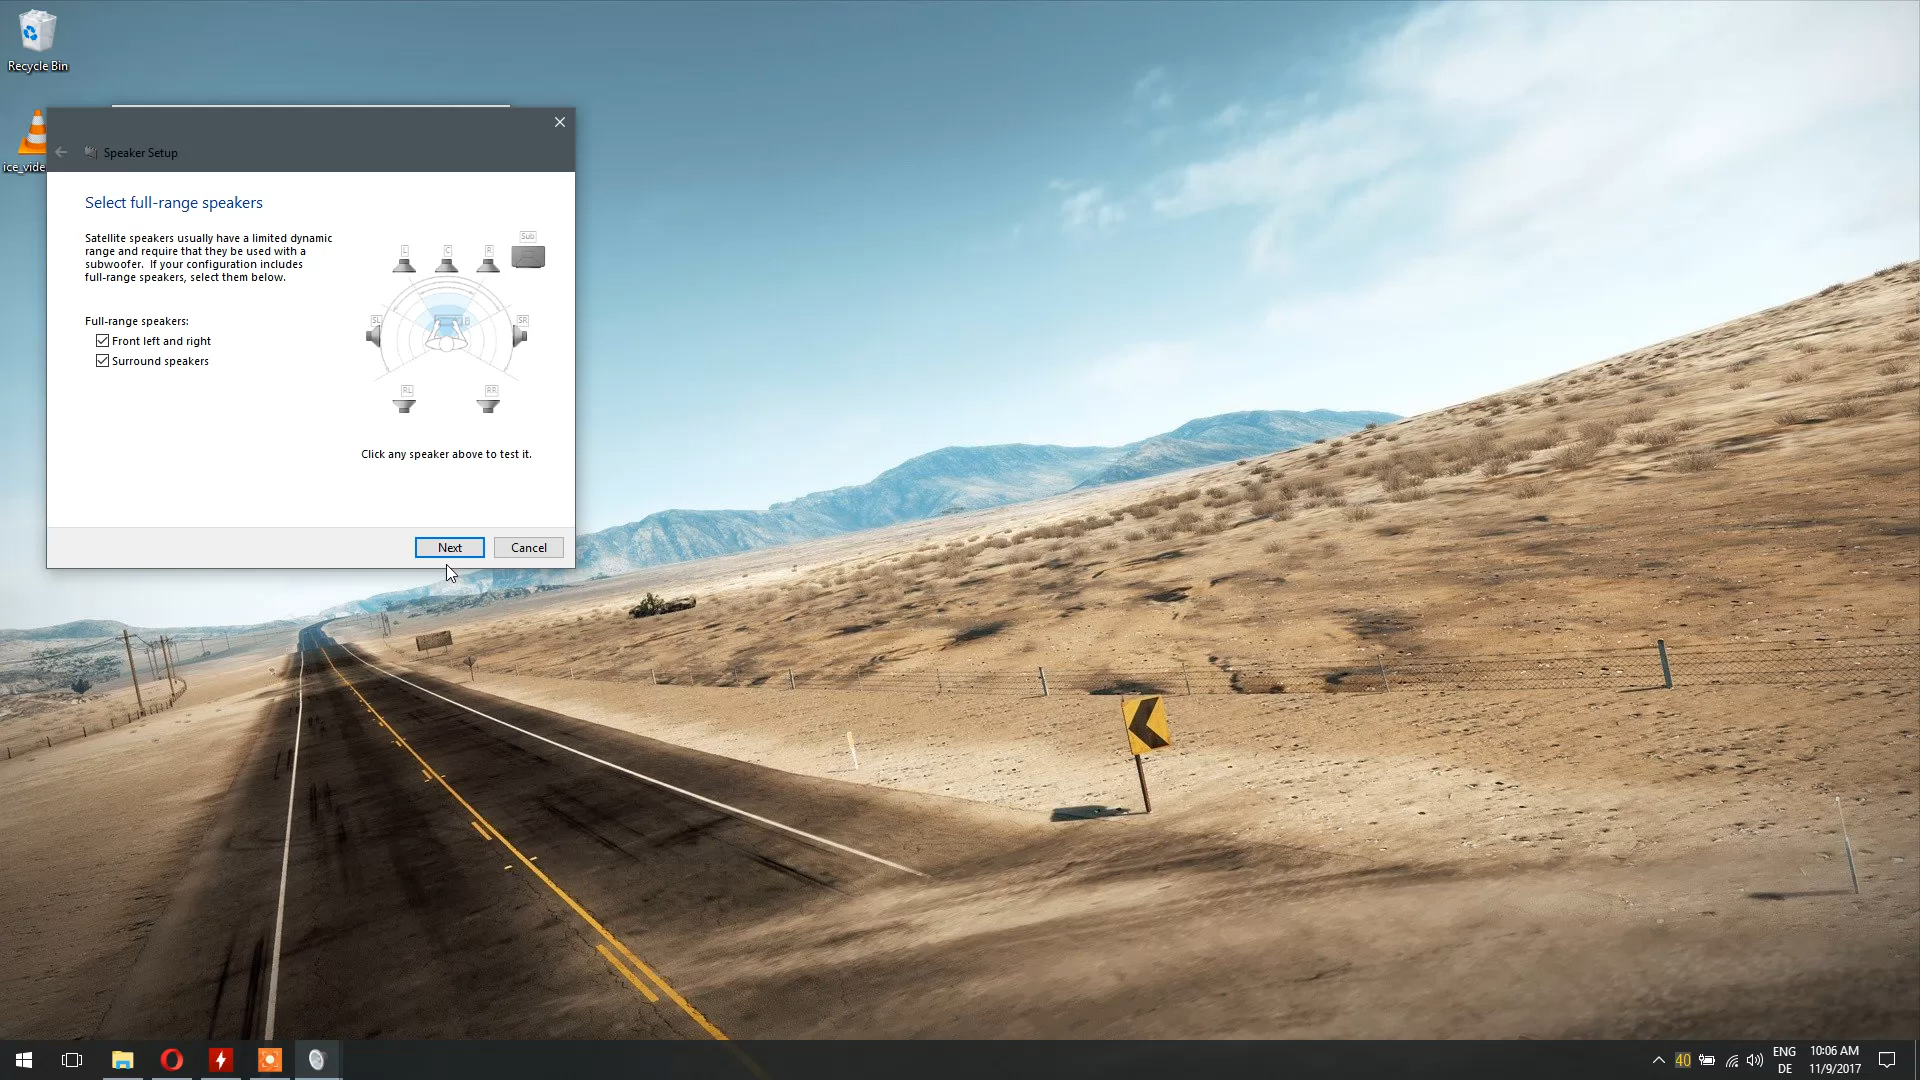 Recycle Bin
ice_vide
Speaker Setup
Select full-range speakers
Satellite speakers usually have a limited dynamic
range and require that they be used with a
subwoofer. If your configuration includes
full-range speakers, select them below.
Full-range speakers:
Front left and right
Surround speakers
L
C
R
Sub
SL
SR
RL
RR
Click any speaker above to test it.
Next
Cancel
40
ENG
DE
10:06 AM
11/9/2017